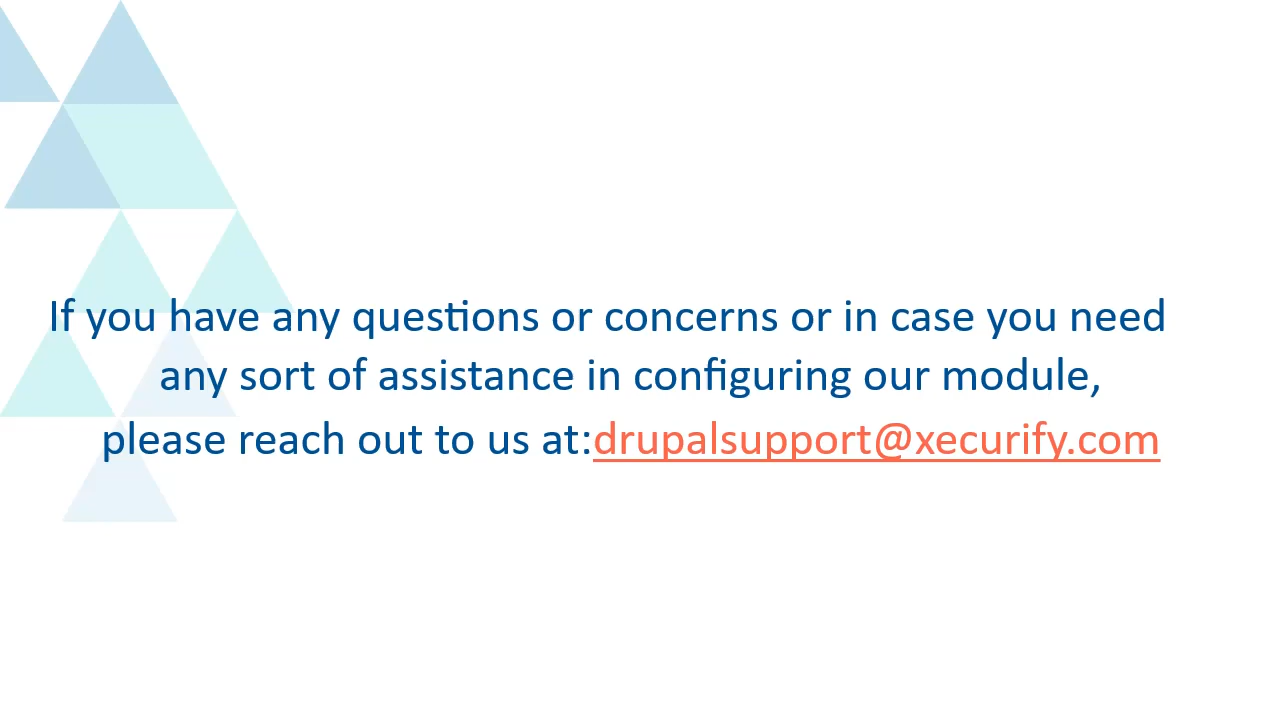 If you have any questions or concerns or in case you need
any sort of assistance in configuring our module,
please reach out to us at:drupalsupport@xecurify.com